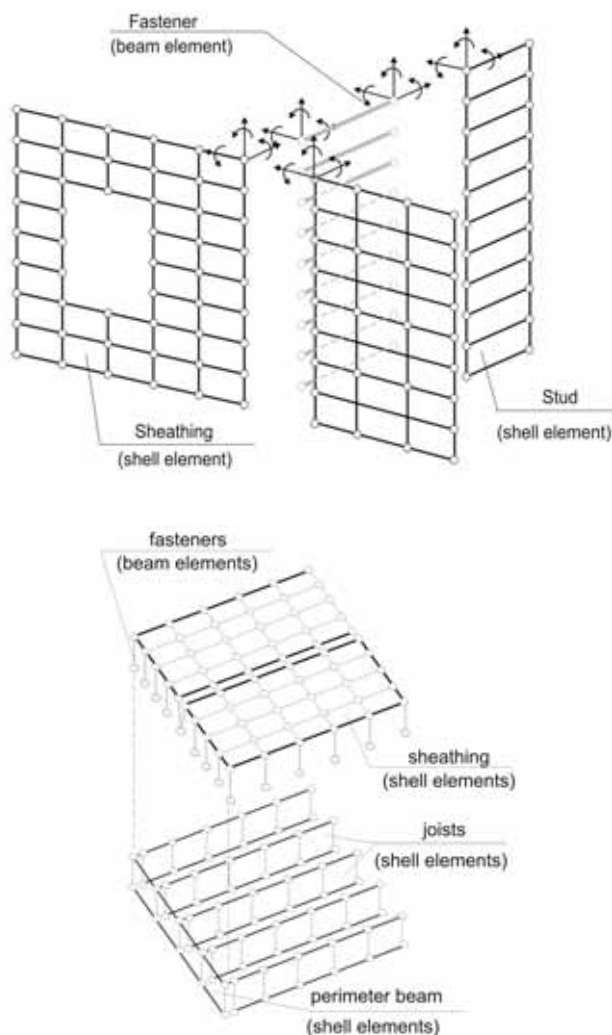 Fastener
(beam element)
Sheathing
(shell element)
Stud
(shell element)
fasteners
(beam elements)
sheathing
(shell elements)
joists
(shell elements)
perimeter beam
(shell elements)